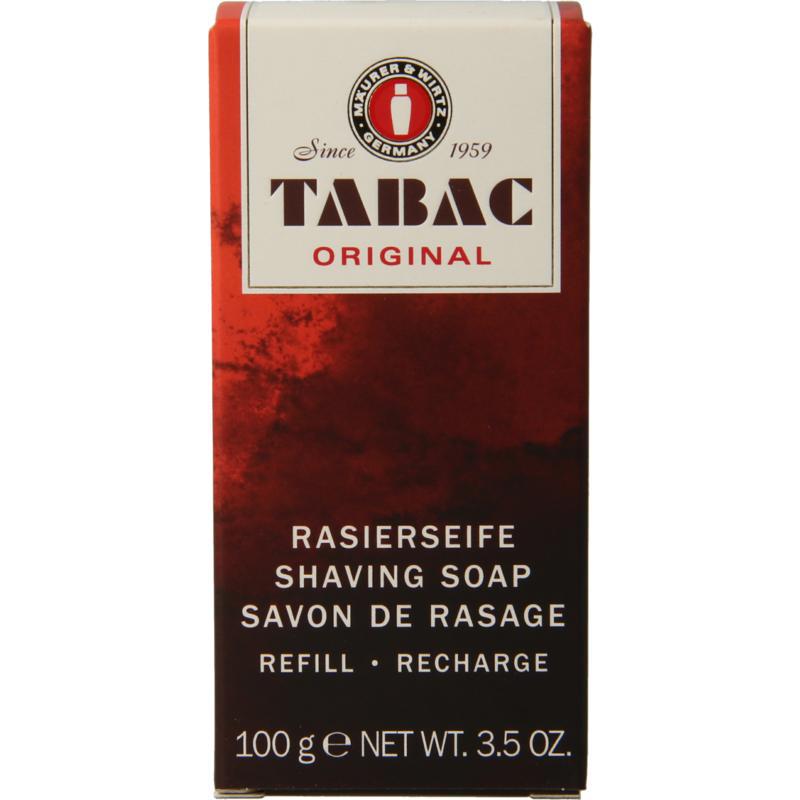 MÄURER & WIRTZ
· GERMANY ·
Since 1959
TABAC
ORIGINAL
RASIERSEIFE
SHAVING SOAP
SAVON DE RASAGE
REFILL • RECHARGE
100 g ℮ NET WT. 3.5 OZ.